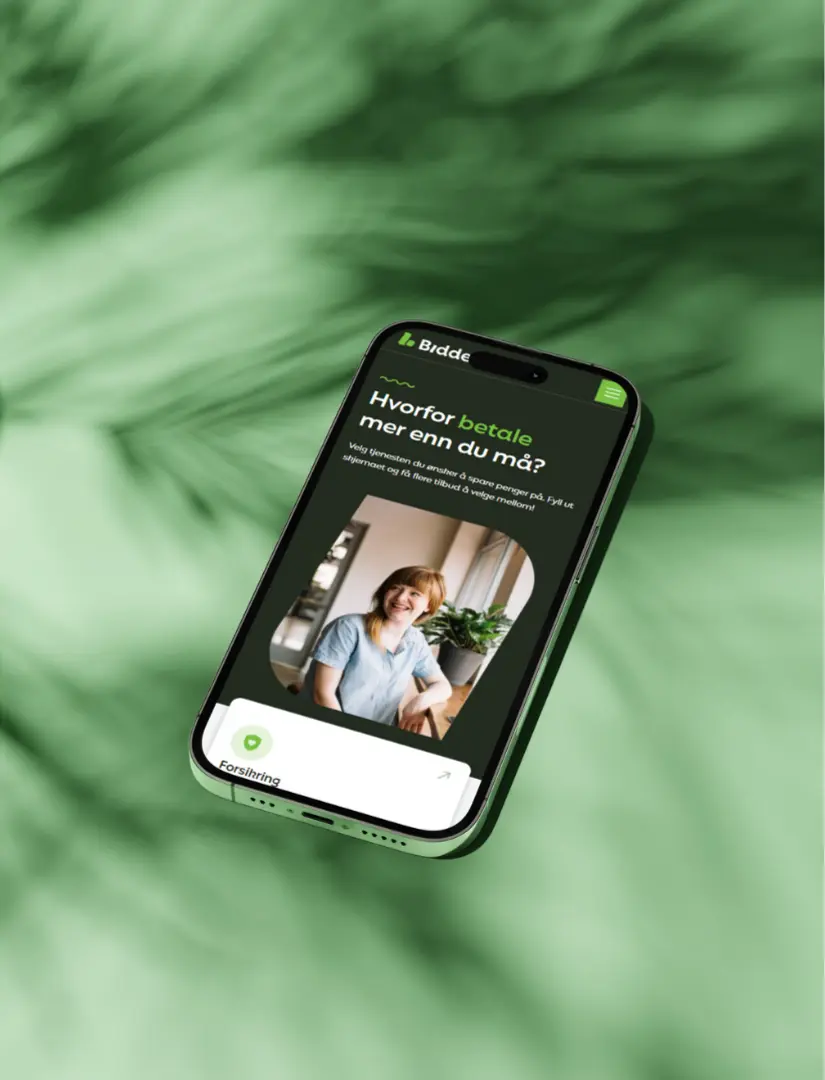 Bidde
Hvorfor betale
mer enn du må?
Velg tjenesten du ønsker å spare penger på. Fyll ut
skjemaet og få flere tilbud å velge mellom!
Forsikring